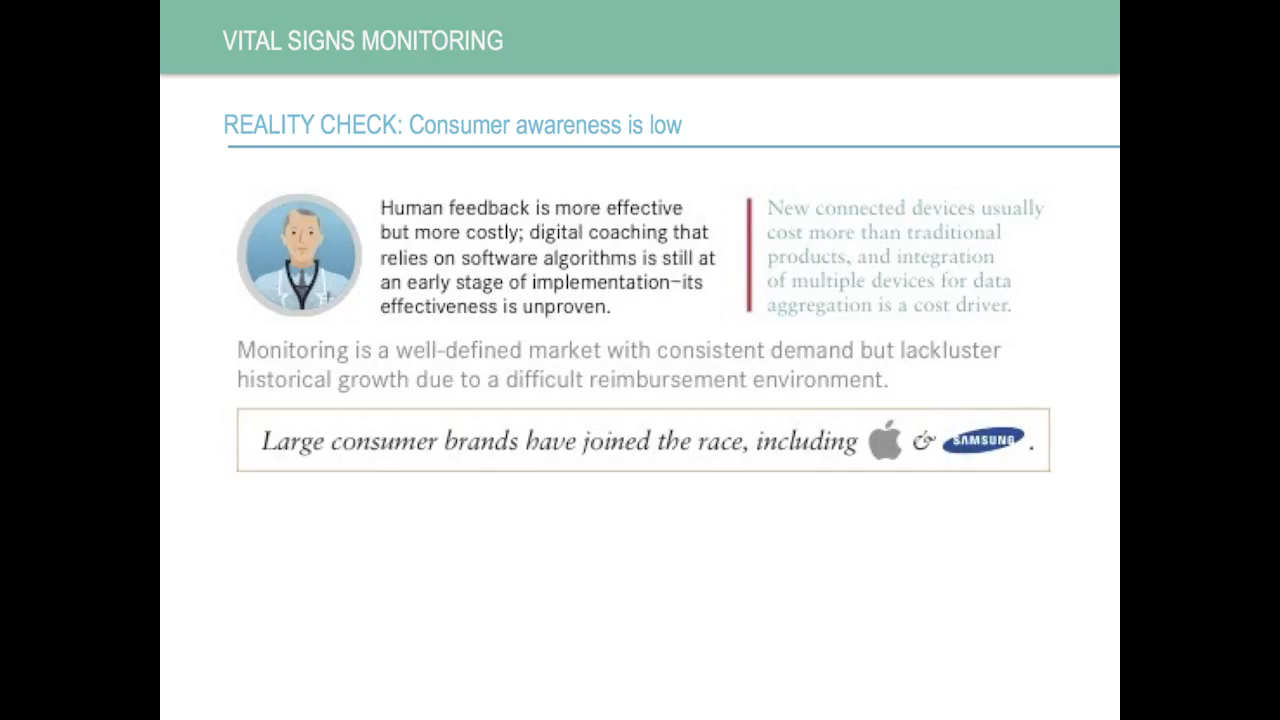 VITAL SIGNS MONITORING
REALITY CHECK: Consumer awareness is low
Human feedback is more effective
but more costly; digital coaching that
relies on software algorithms is still at
an early stage of implementation–its
effectiveness is unproven.
New connected devices usually
cost more than traditional
products, and integration
of multiple devices for data
aggregation is a cost driver.
Monitoring is a well-defined market with consistent demand but lackluster
historical growth due to a difficult reimbursement environment.
Large consumer brands have joined the race, including & SAMSUNG .